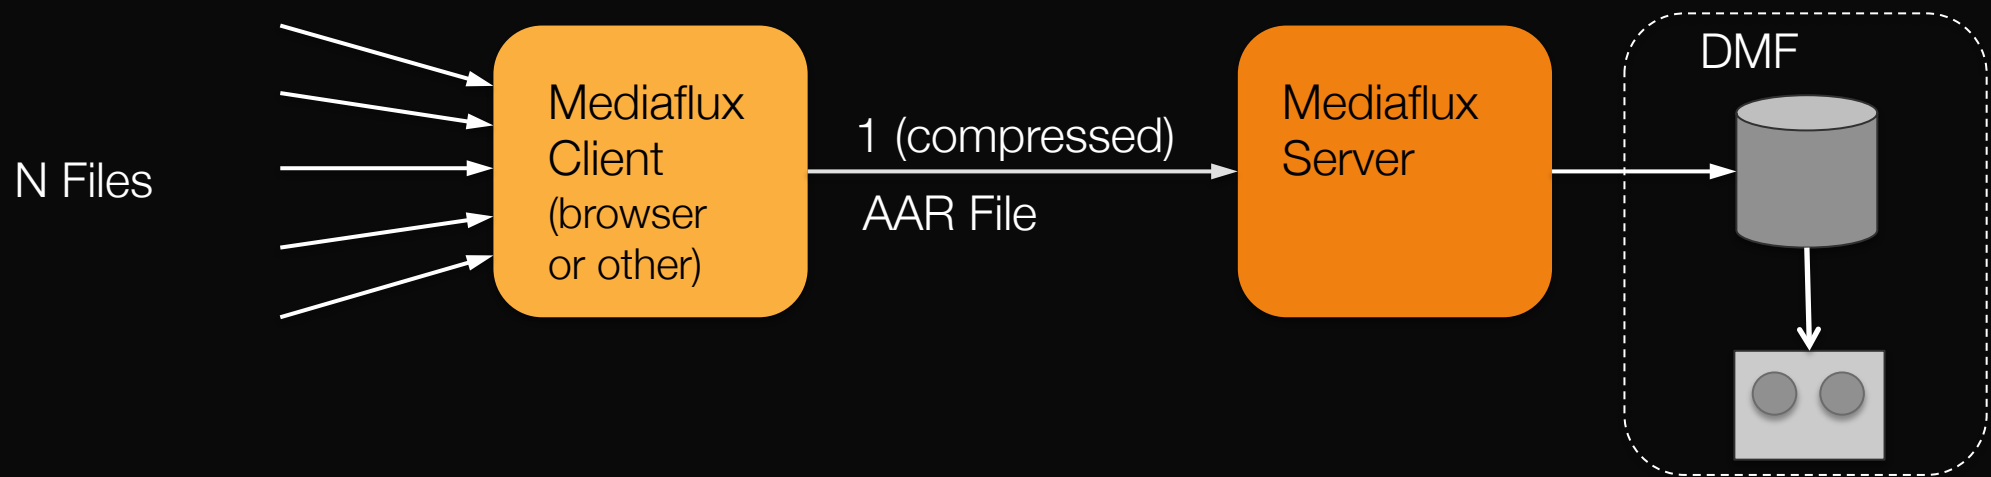 N Files
Mediaflux
Client
(browser
or other)
1 (compressed)
AAR File
Mediaflux
Server
DMF